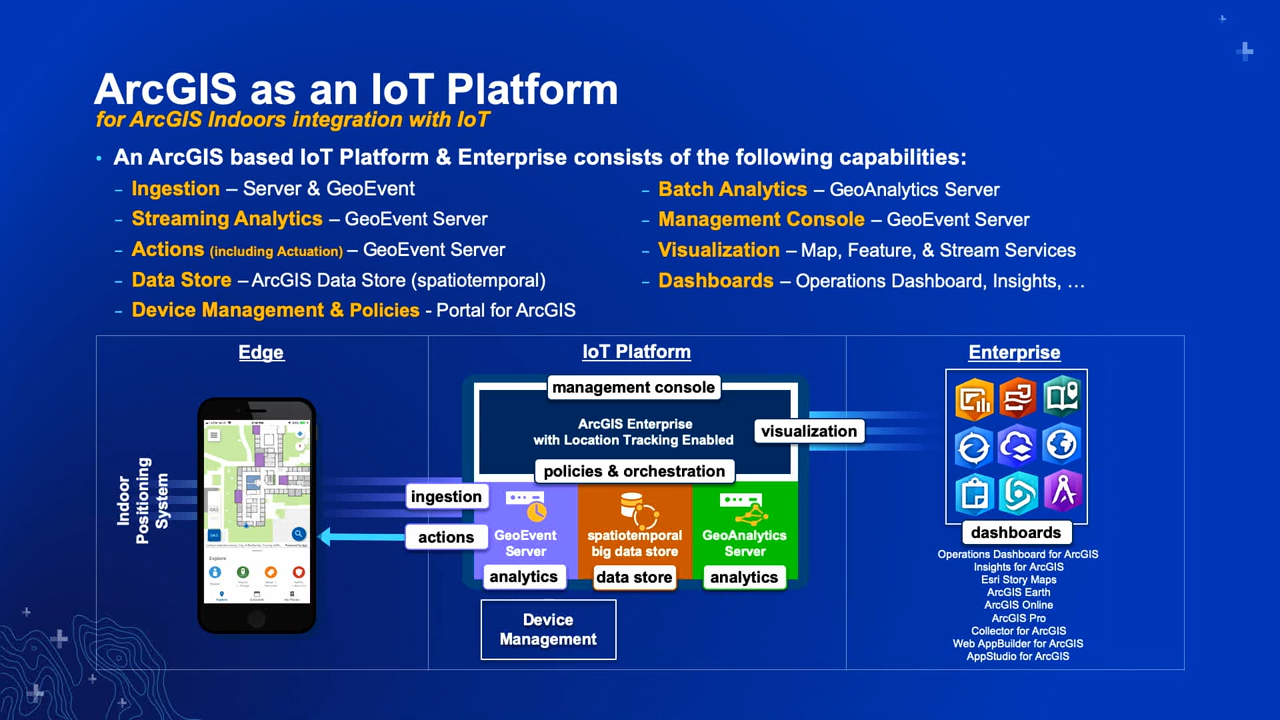 ArcGIS as an IoT Platform
for ArcGIS Indoors integration with IoT
• An ArcGIS based IoT Platform & Enterprise consists of the following capabilities:
– Ingestion – Server & GeoEvent
– Streaming Analytics – GeoEvent Server
– Actions (including Actuation) – GeoEvent Server
– Data Store – ArcGIS Data Store (spatiotemporal)
– Device Management & Policies - Portal for ArcGIS
– Batch Analytics – GeoAnalytics Server
– Management Console – GeoEvent Server
– Visualization – Map, Feature, & Stream Services
– Dashboards – Operations Dashboard, Insights, …
Edge
Indoor
Positioning
System
Explore
IoT Platform
management console
ArcGIS Enterprise
with Location Tracking Enabled
visualization
policies & orchestration
ingestion
actions
GeoEvent
Server
analytics
spatiotemporal
big data store
data store
GeoAnalytics
Server
analytics
Device
Management
Enterprise
dashboards
Operations Dashboard for ArcGIS
Insights for ArcGIS
Esri Story Maps
ArcGIS Earth
ArcGIS Online
ArcGIS Pro
Collector for ArcGIS
Web AppBuilder for ArcGIS
AppStudio for ArcGIS